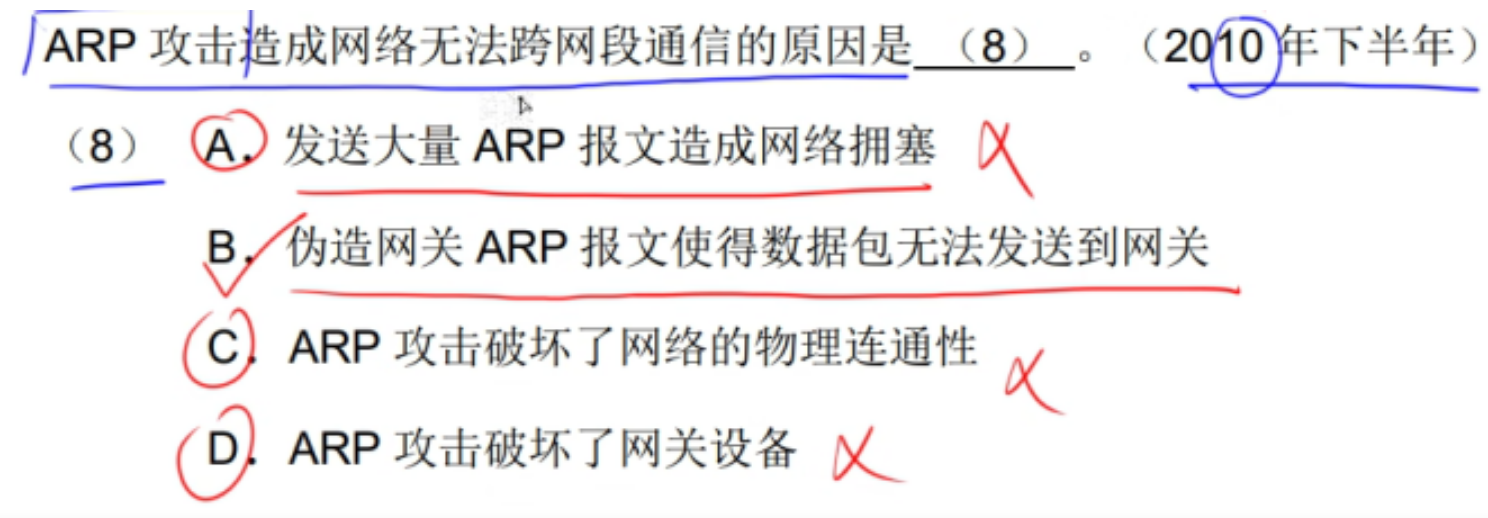 ARP 攻击造成网络无法跨网段通信的原因是 （8） 。（2010 年下半年）
（8） A．发送大量 ARP 报文造成网络拥塞
B．伪造网关 ARP 报文使得数据包无法发送到网关
C．ARP 攻击破坏了网络的物理连通性
D．ARP 攻击破坏了网关设备